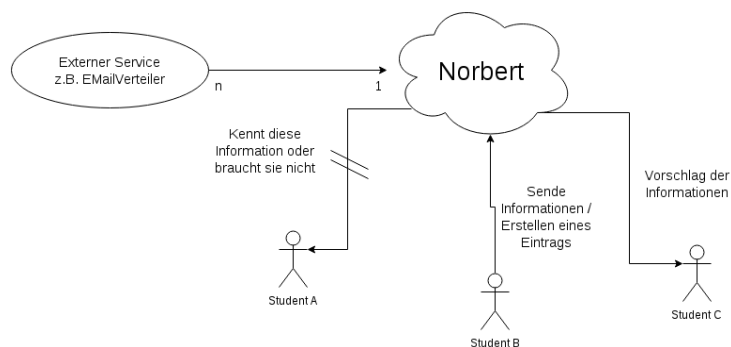 Externer Service
z.B. EMailVerteiler
n
1
Norbert
Kennt diese
Information oder
braucht sie nicht
Sende
Informationen /
Erstellen eines
Eintrags
Vorschlag der
Informationen
Student A
Student B
Student C